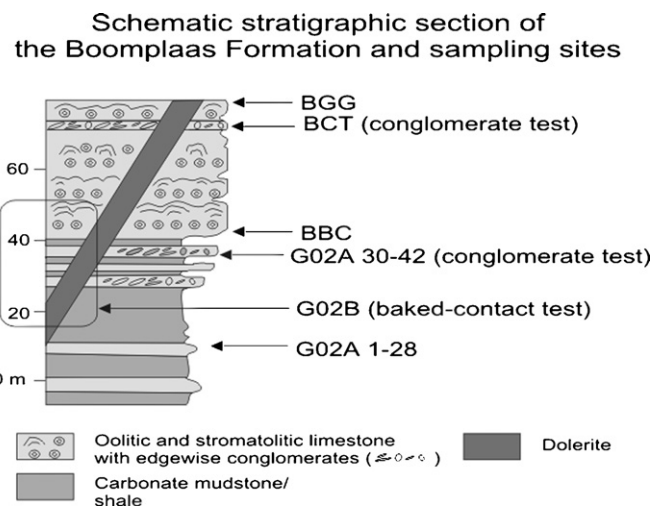 Schematic stratigraphic section of
the Boomplaas Formation and sampling sites
BGG
BCT (conglomerate test)
60
BBC
40
G02A 30-42 (conglomerate test)
G02B (baked-contact test)
20
G02A 1-28
0 m
Oolitic and stromatolitic limestone
with edgewise conglomerates ( )
Dolerite
Carbonate mudstone/
shale